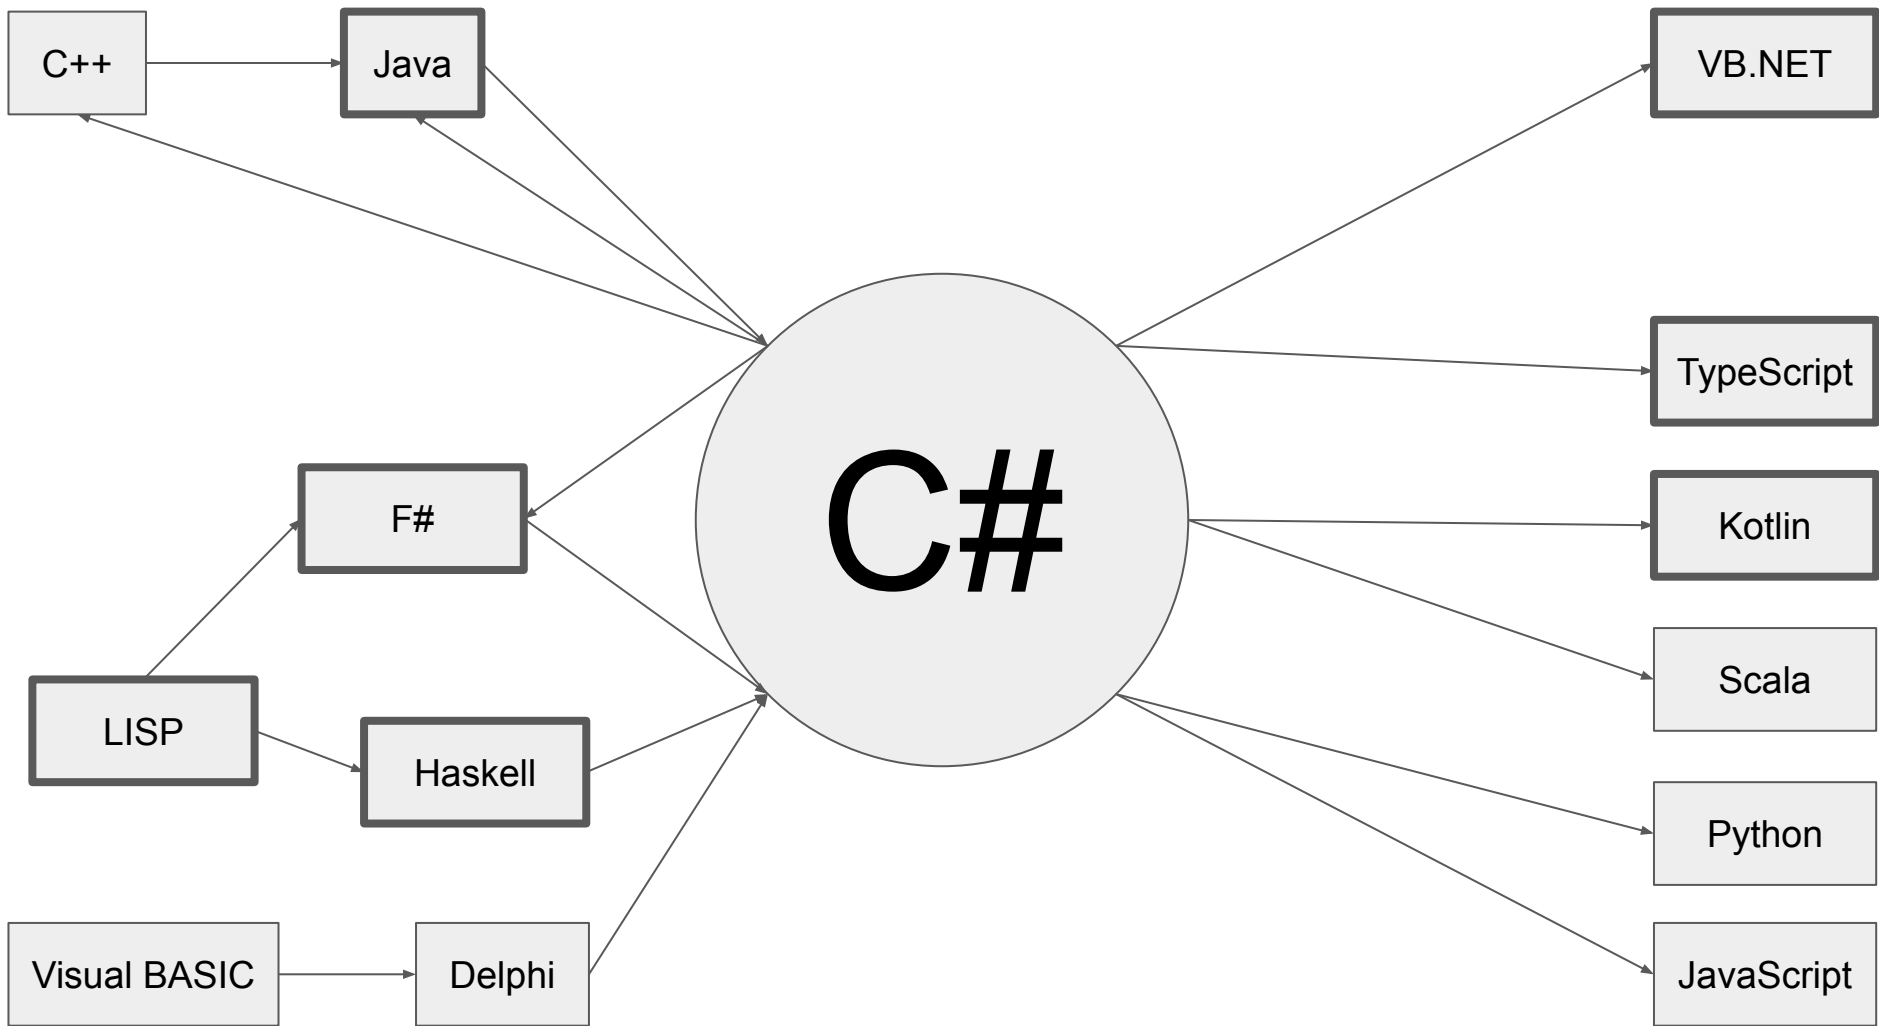 C++
Java
VB.NET
TypeScript
C#
F#
Kotlin
Scala
LISP
Haskell
Python
Visual BASIC
Delphi
JavaScript